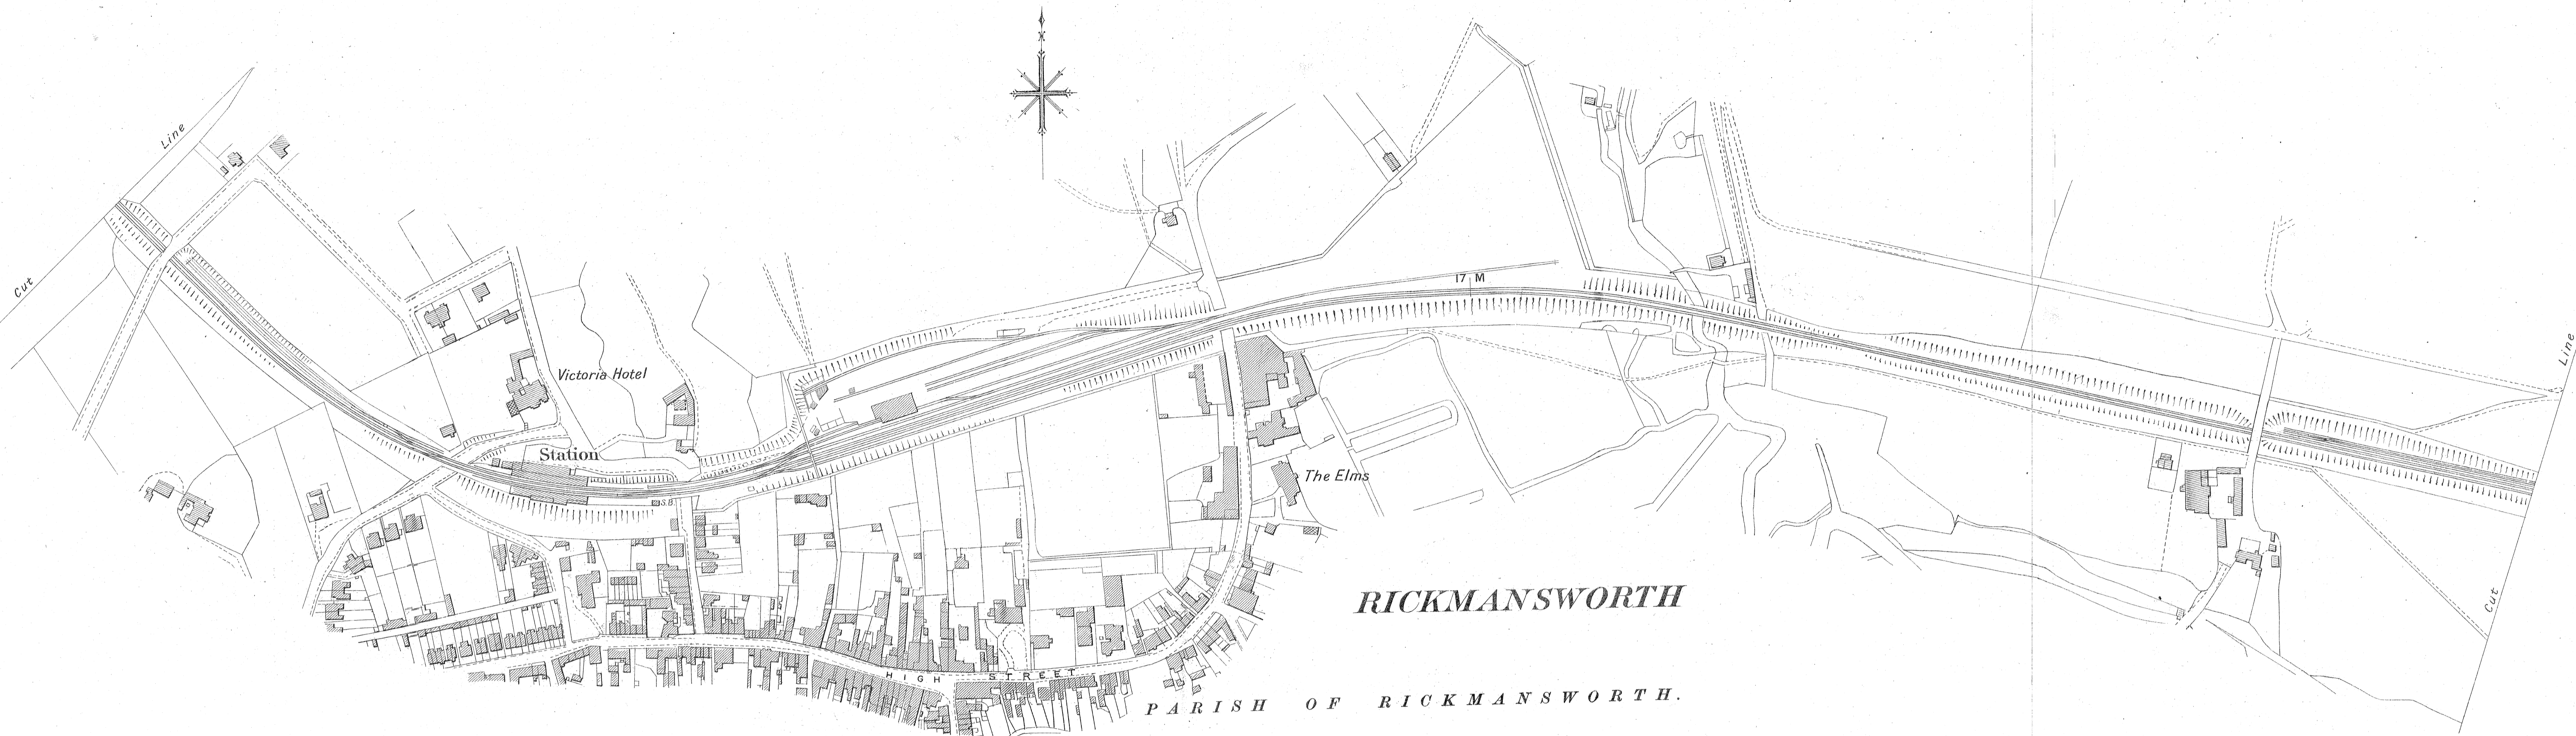 Line
Cut
Victoria Hotel
Station
S.B.
17 M
The Elms
HIGH STREET
RICKMANSWORTH
PARISH OF RICKMANSWORTH.
Line
Cut